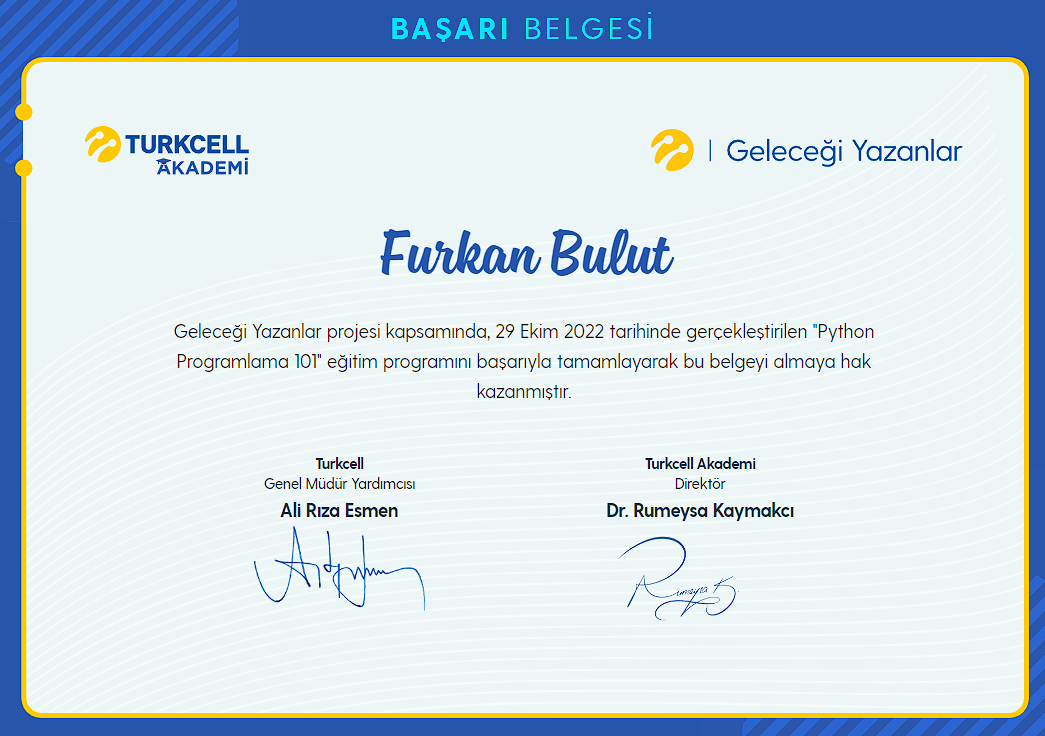 BAŞARI BELGESİ
TURKCELL
AKADEMİ
| Geleceği Yazanlar
Furkan Bulut
Geleceği Yazanlar projesi kapsamında, 29 Ekim 2022 tarihinde gerçekleştirilen "Python
Programlama 101" eğitim programını başarıyla tamamlayarak bu belgeyi almaya hak
kazanmıştır.
Turkcell
Genel Müdür Yardımcısı
Ali Rıza Esmen
Turkcell Akademi
Direktör
Dr. Rumeysa Kaymakcı
Rumeysa K.